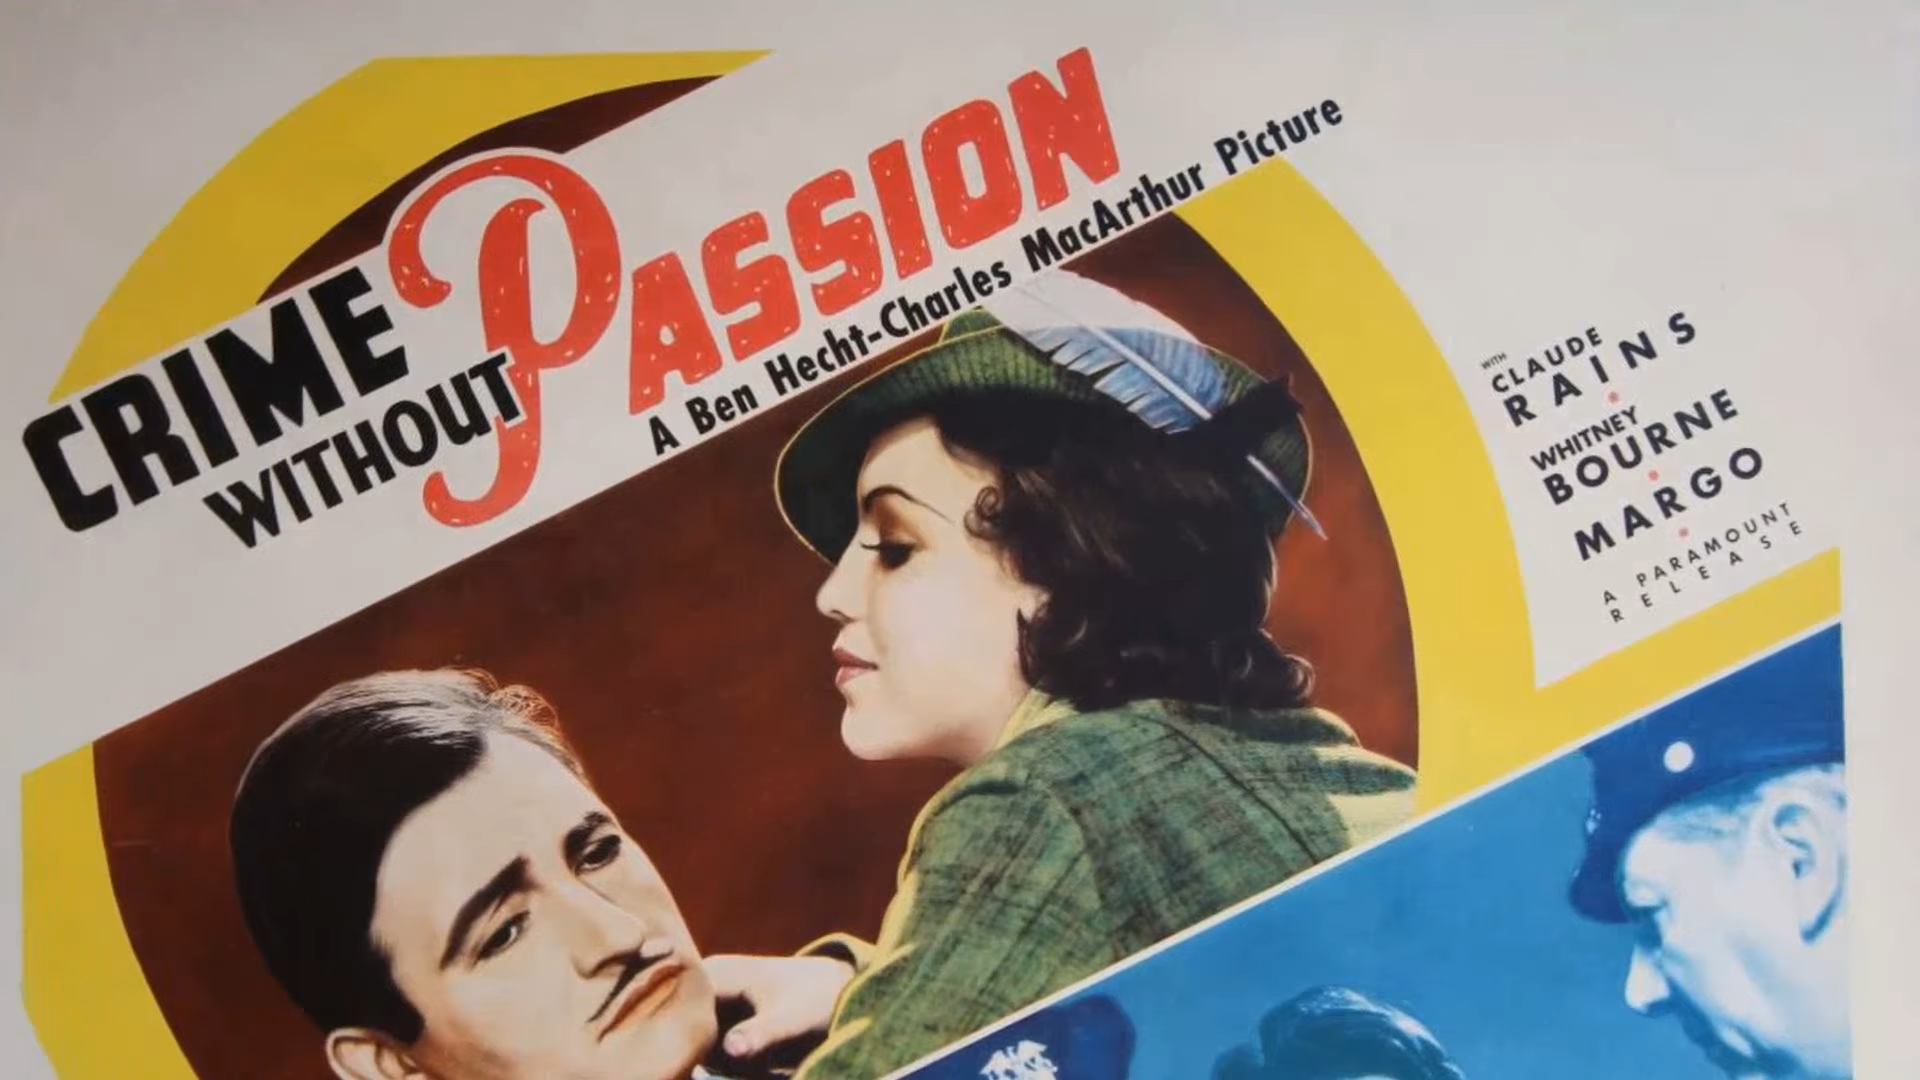 CRIME
WITHOUT
PASSION
A Ben Hecht-Charles MacArthur Picture
WITH
CLAUDE
RAINS
WHITNEY
BOURNE
MARGO
A PARAMOUNT
RELEASE